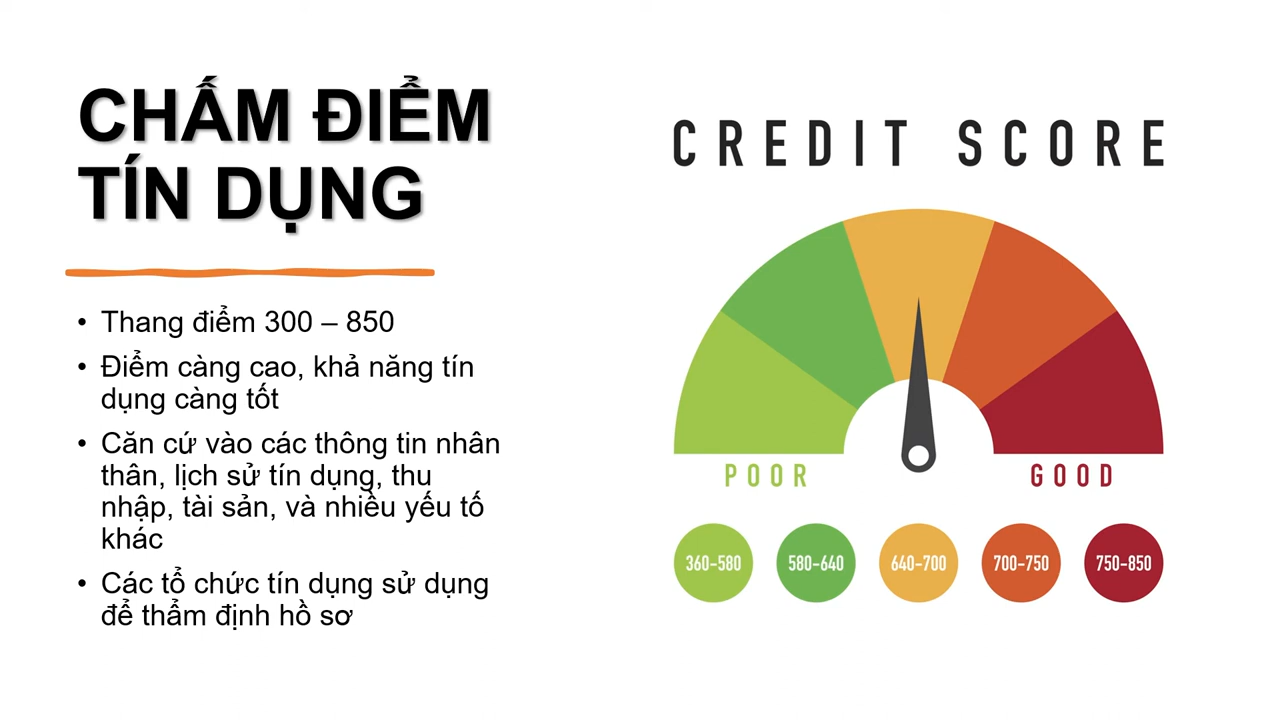 CHẤM ĐIỂM
TÍN DỤNG
• Thang điểm 300 – 850
• Điểm càng cao, khả năng tín
dụng càng tốt
• Căn cứ vào các thông tin nhân
thân, lịch sử tín dụng, thu
nhập, tài sản, và nhiều yếu tố
khác
• Các tổ chức tín dụng sử dụng
để thẩm định hồ sơ
CREDIT SCORE
POOR
GOOD
360-580
580-640
640-700
700-750
750-850